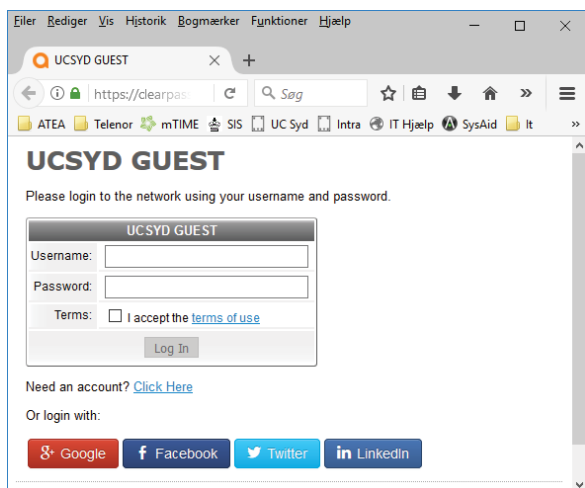 Filer Rediger Vis Historik Bogmærker Funktioner Hjælp
UCSYD GUEST
https://clearpas
Søg
ATEA Telenor mTIME SIS UC Syd Intra IT Hjælp SysAid It
UCSYD GUEST
Please login to the network using your username and password.
UCSYD GUEST
Username:
Password:
Terms: I accept the terms of use
Log In
Need an account? Click Here
Or login with:
Google Facebook Twitter LinkedIn